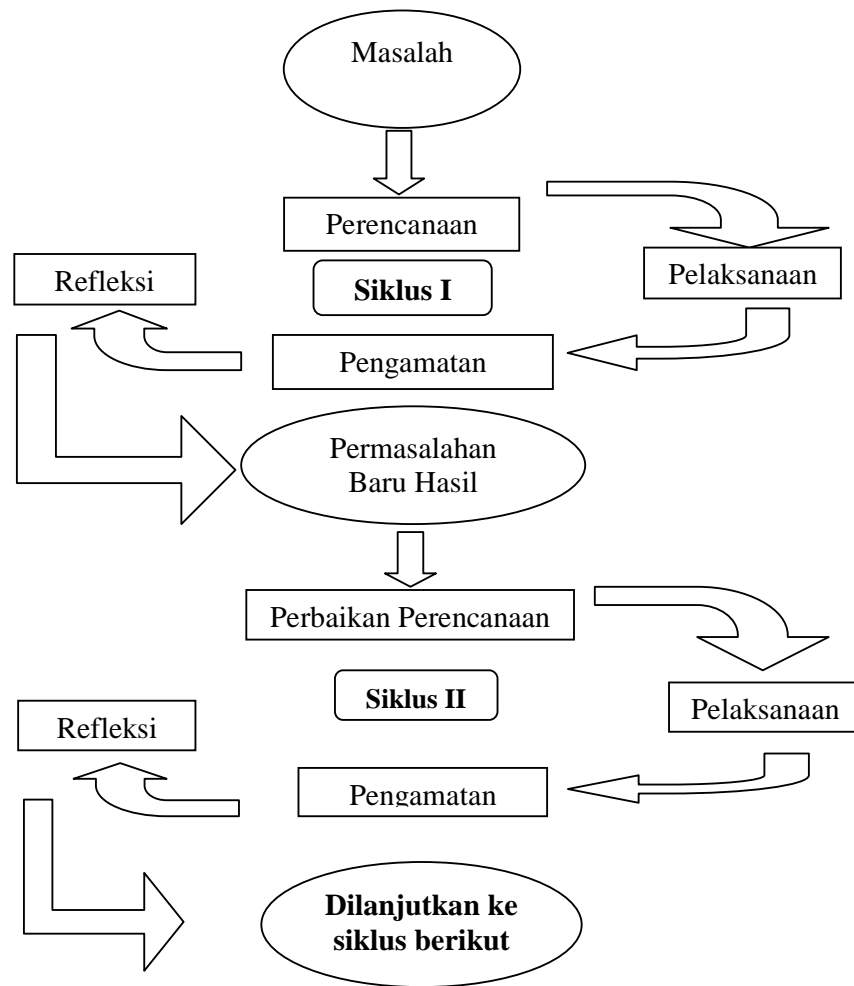 Masalah
Perencanaan
Pelaksanaan
Refleksi
Siklus I
Pengamatan
Permasalahan
Baru Hasil
Perbaikan Perencanaan
Siklus II
Pelaksanaan
Refleksi
Pengamatan
Dilanjutkan ke
siklus berikut